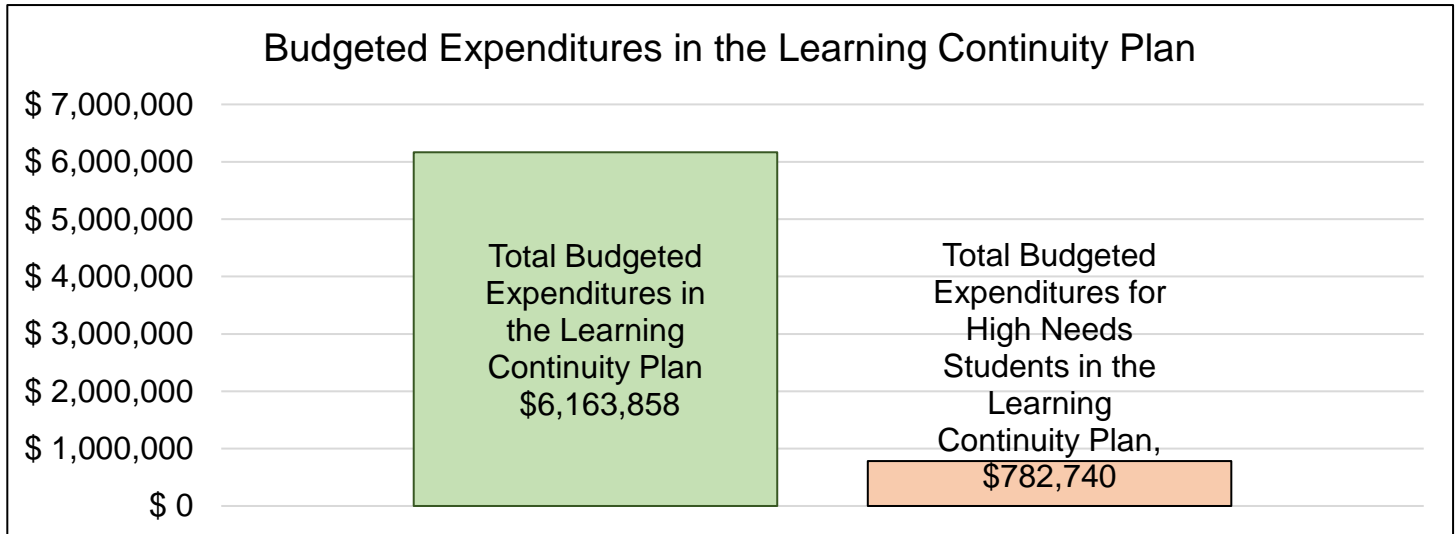 Budgeted Expenditures in the Learning Continuity Plan
$ 7,000,000
$ 6,000,000
$ 5,000,000
$ 4,000,000
$ 3,000,000
$ 2,000,000
$ 1,000,000
$ 0
Total Budgeted
Expenditures in
the Learning
Continuity Plan
$6,163,858
Total Budgeted
Expenditures for
High Needs
Students in the
Learning
Continuity Plan,
$782,740